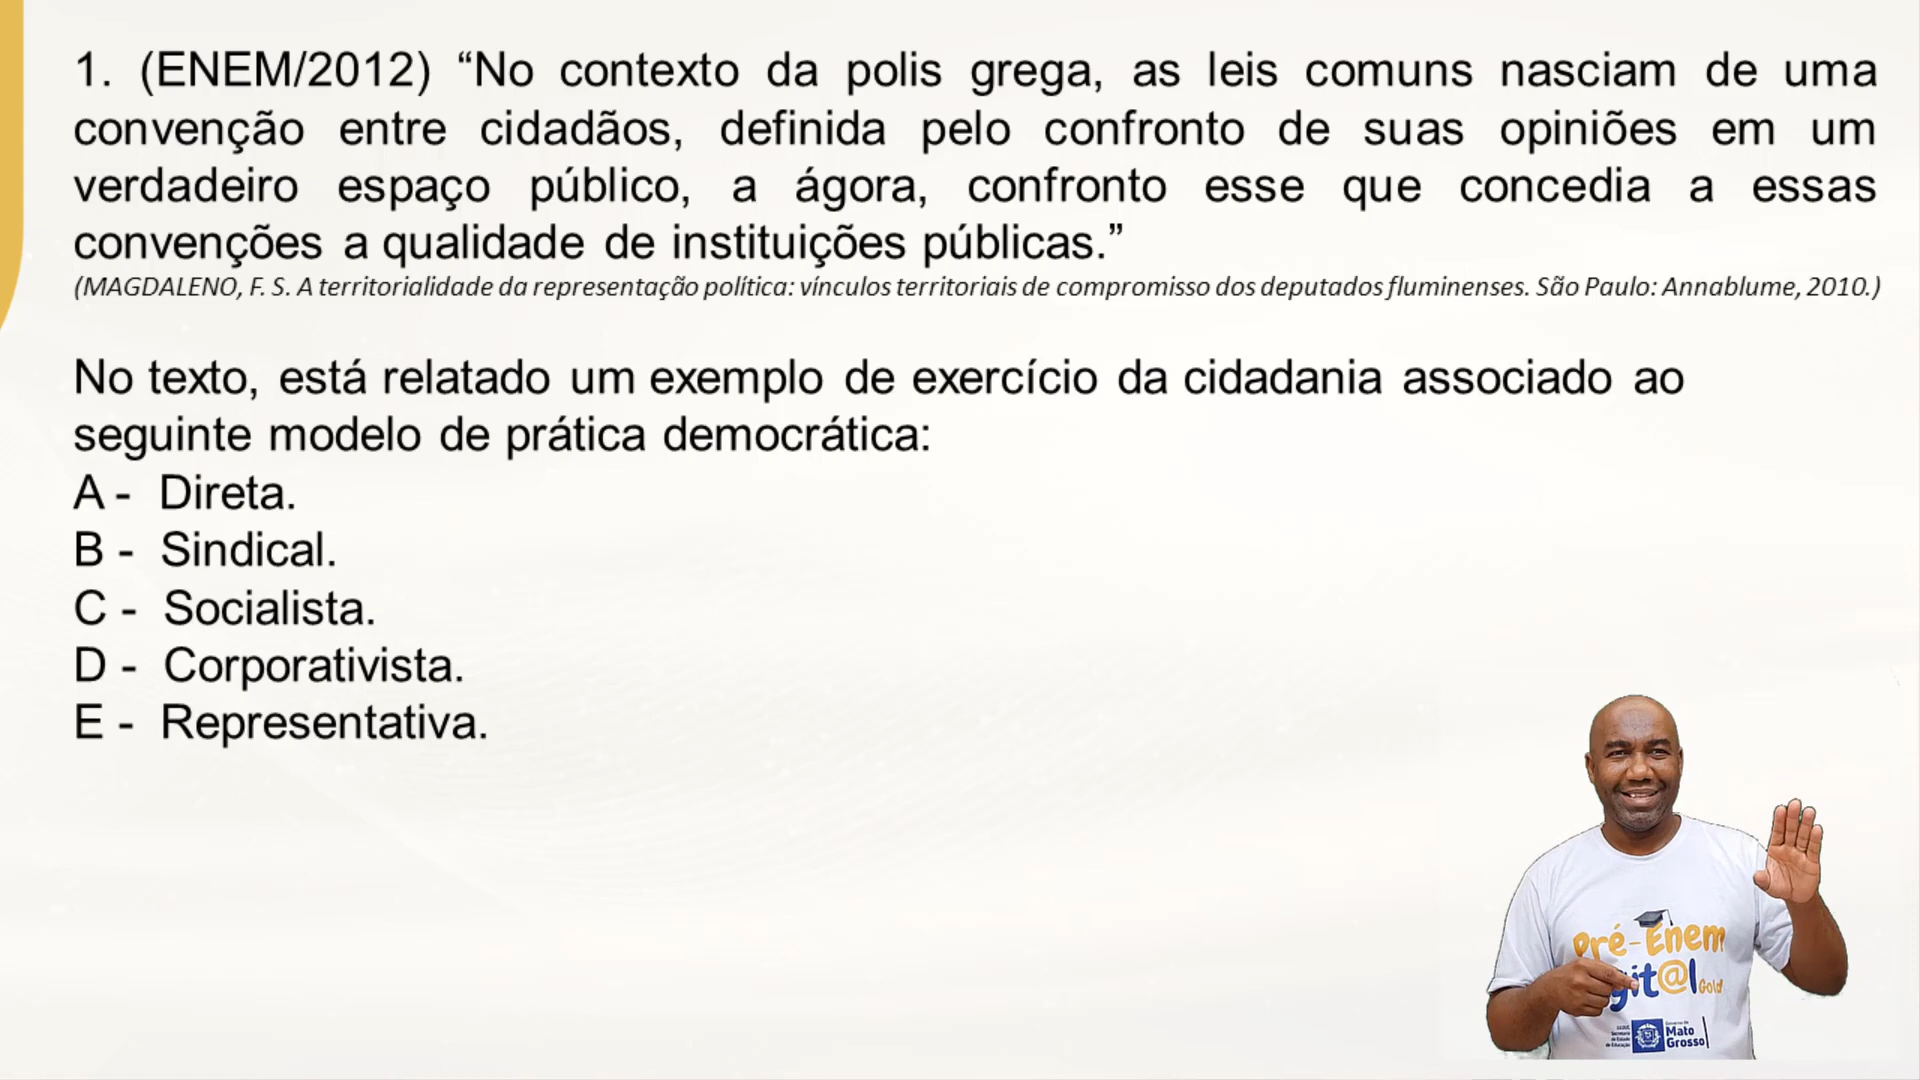 1. (ENEM/2012) “No contexto da polis grega, as leis comuns nasciam de uma
convenção entre cidadãos, definida pelo confronto de suas opiniões em um
verdadeiro espaço público, a ágora, confronto esse que concedia a essas
convenções a qualidade de instituições públicas.”
(MAGDALENO, F. S. A territorialidade da representação política: vínculos territoriais de compromisso dos deputados fluminenses. São Paulo: Annablume, 2010.)
No texto, está relatado um exemplo de exercício da cidadania associado ao
seguinte modelo de prática democrática:
A - Direta.
B - Sindical.
C - Socialista.
D - Corporativista.
E - Representativa.
Pré-Enem
git@l Gold
Mato
Grosso